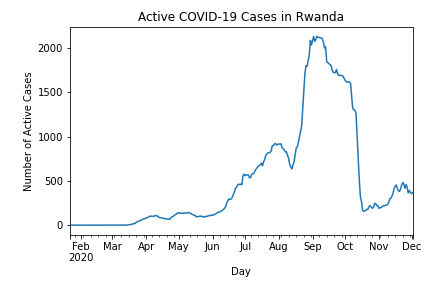 Active COVID-19 Cases in Rwanda
Number of Active Cases
2000
1500
1000
500
0
Feb Mar Apr May Jun Jul Aug Sep Oct Nov Dec
2020
Day